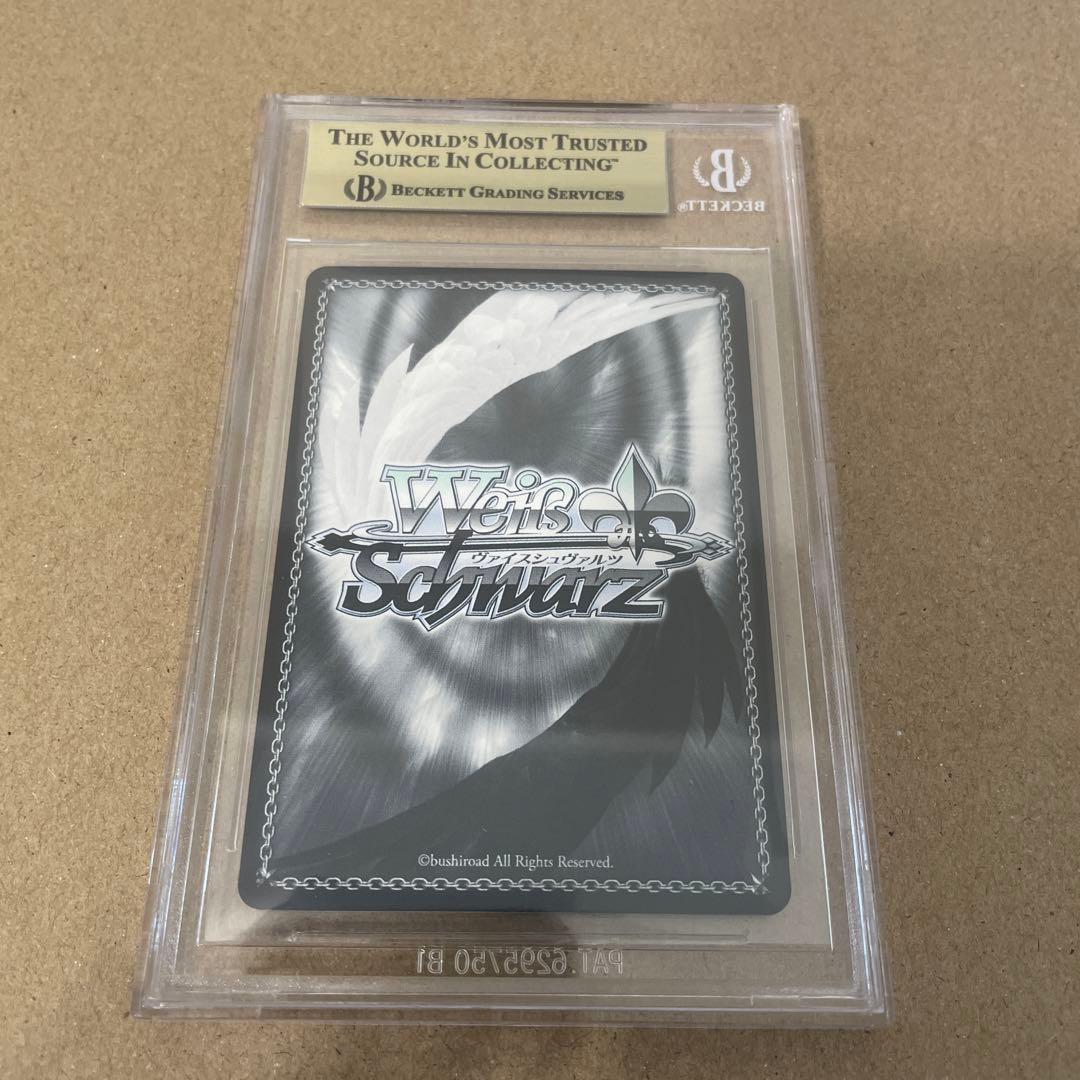 THE WORLD'S MOST TRUSTED
SOURCE IN COLLECTING™
B BECKETT GRADING SERVICES
B
BECKETT®
Weiß
ヴァイスシュヴァルツ
Schwarz
©bushiroad All Rights Reserved.
PAT.6295750 B1